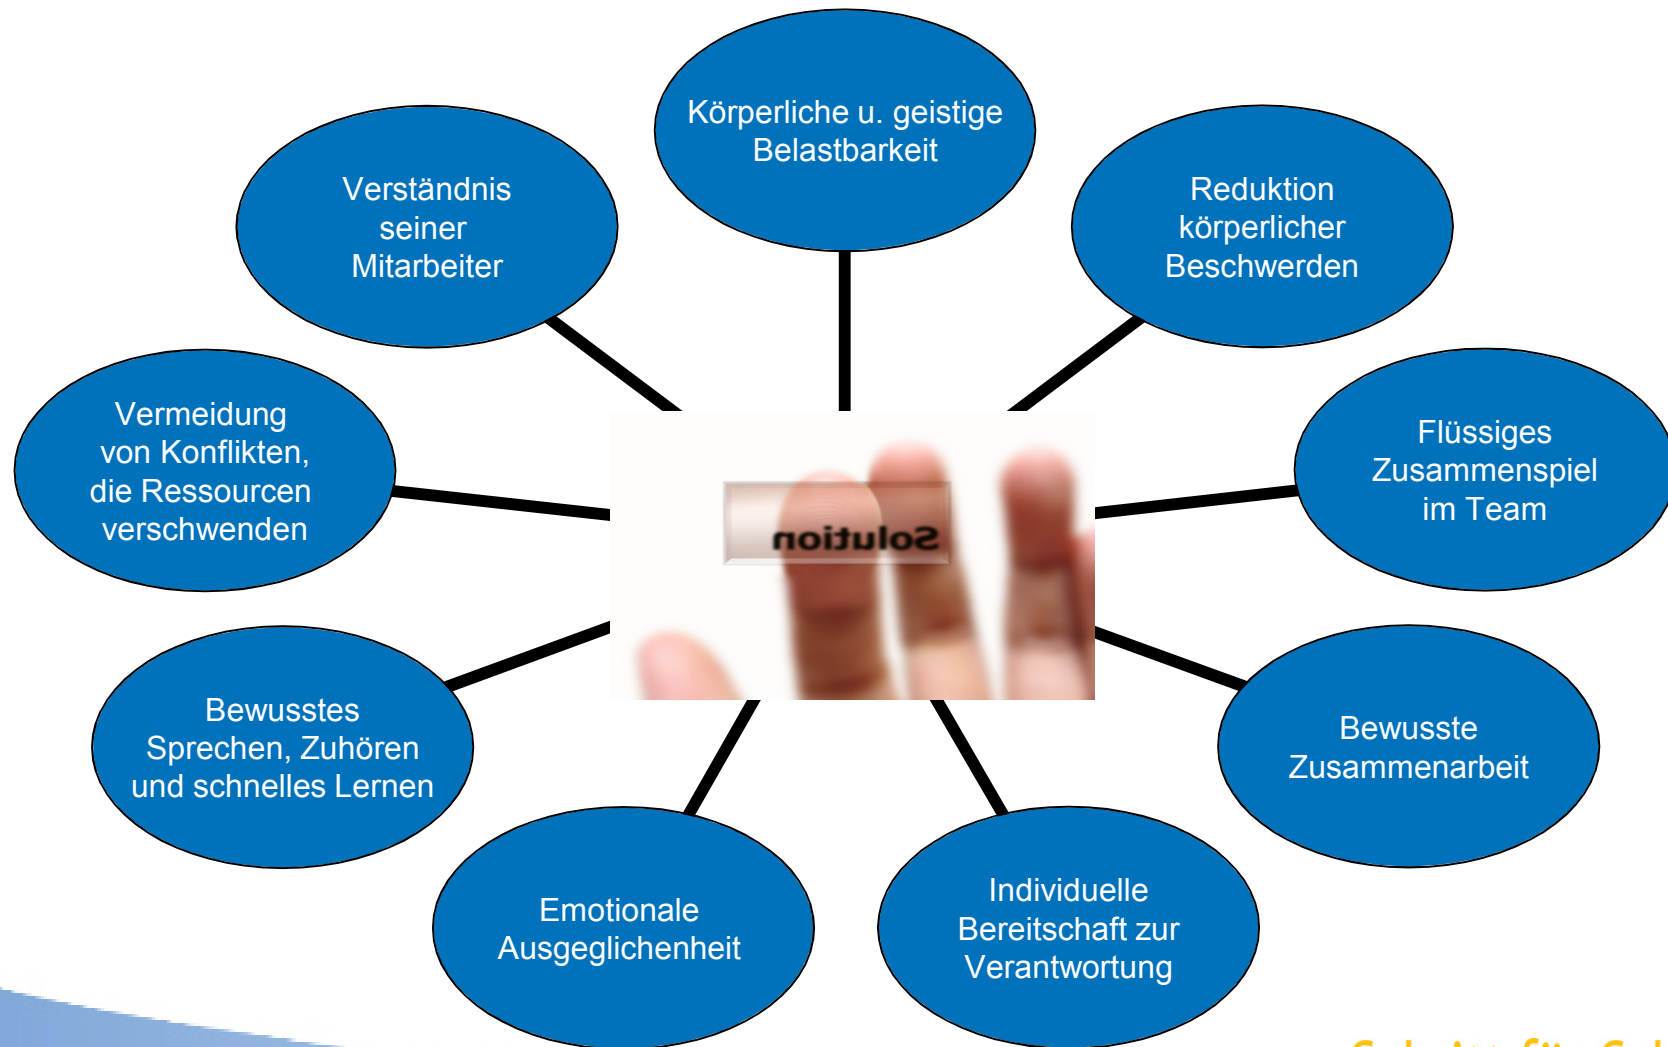 Körperliche u. geistige
Belastbarkeit
Reduktion
körperlicher
Beschwerden
Flüssiges
Zusammenspiel
im Team
Bewusste
Zusammenarbeit
Individuelle
Bereitschaft zur
Verantwortung
Emotionale
Ausgeglichenheit
Bewusstes
Sprechen, Zuhören
und schnelles Lernen
Vermeidung
von Konflikten,
die Ressourcen
verschwenden
Verständnis
seiner
Mitarbeiter
Solution